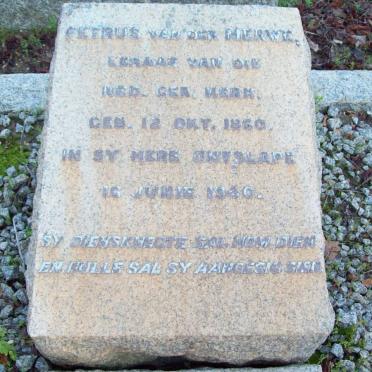 PETRUS VAN DER MERWE,
LERAAR VAN DIE
NED. GER. KERK.
GEB. 12 OKT. 1860.
IN SY HERE ONTSLAPE
16 JUNIE 1940.
SY DIENSKNEGTE SAL HOM DIEN
EN HULLE SAL SY AANGESIG SIEN